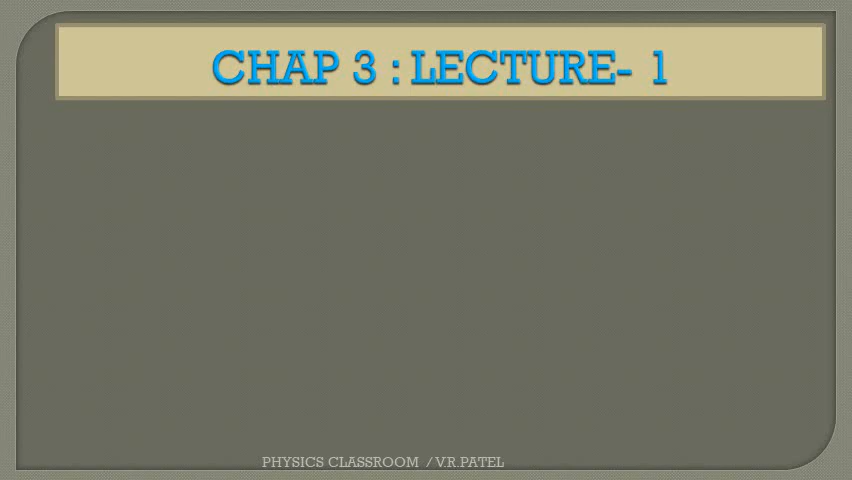 CHAP 3 : LECTURE- 1
PHYSICS CLASSROOM / V.R.PATEL